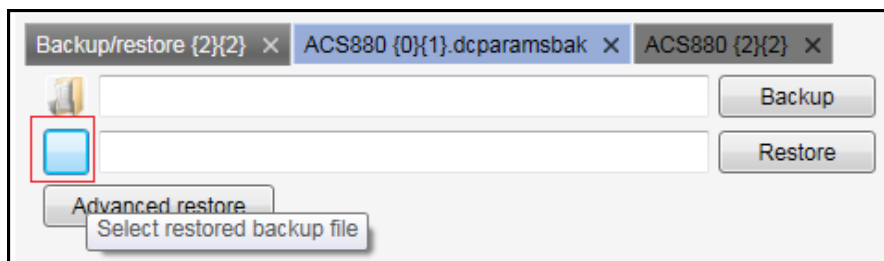 Backup/restore {2}{2} × ACS880 {0}{1}.dcparamsbak × ACS880 {2}{2} ×
Backup
Restore
Advanced restore
Select restored backup file